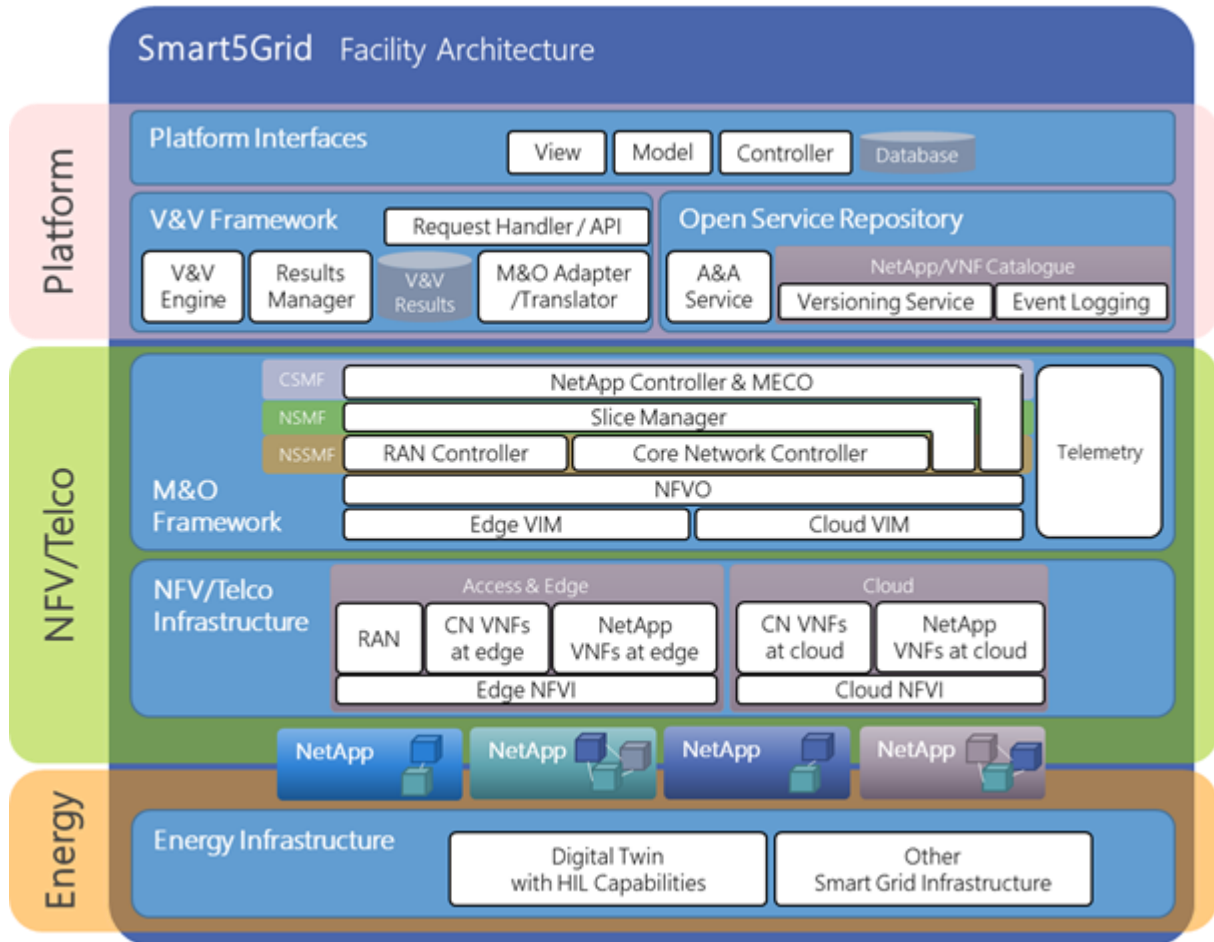 Smart5Grid Facility Architecture
Platform
Platform Interfaces
View
Model
Controller
Database
V&V Framework
Request Handler / API
V&V
Engine
Results
Manager
V&V
Results
M&O Adapter
/Translator
Open Service Repository
A&A
Service
NetApp/VNF Catalogue
Versioning Service
Event Logging
NFV/Telco
M&O
Framework
CSMF
NetApp Controller & MECO
NSMF
Slice Manager
NSSMF
RAN Controller
Core Network Controller
NFVO
Edge VIM
Cloud VIM
Telemetry
NFV/Telco
Infrastructure
Access & Edge
RAN
CN VNFs
at edge
NetApp
VNFs at edge
Edge NFVI
Cloud
CN VNFs
at cloud
NetApp
VNFs at cloud
Cloud NFVI
NetApp
NetApp
NetApp
NetApp
Energy
Energy Infrastructure
Digital Twin
with HIL Capabilities
Other
Smart Grid Infrastructure